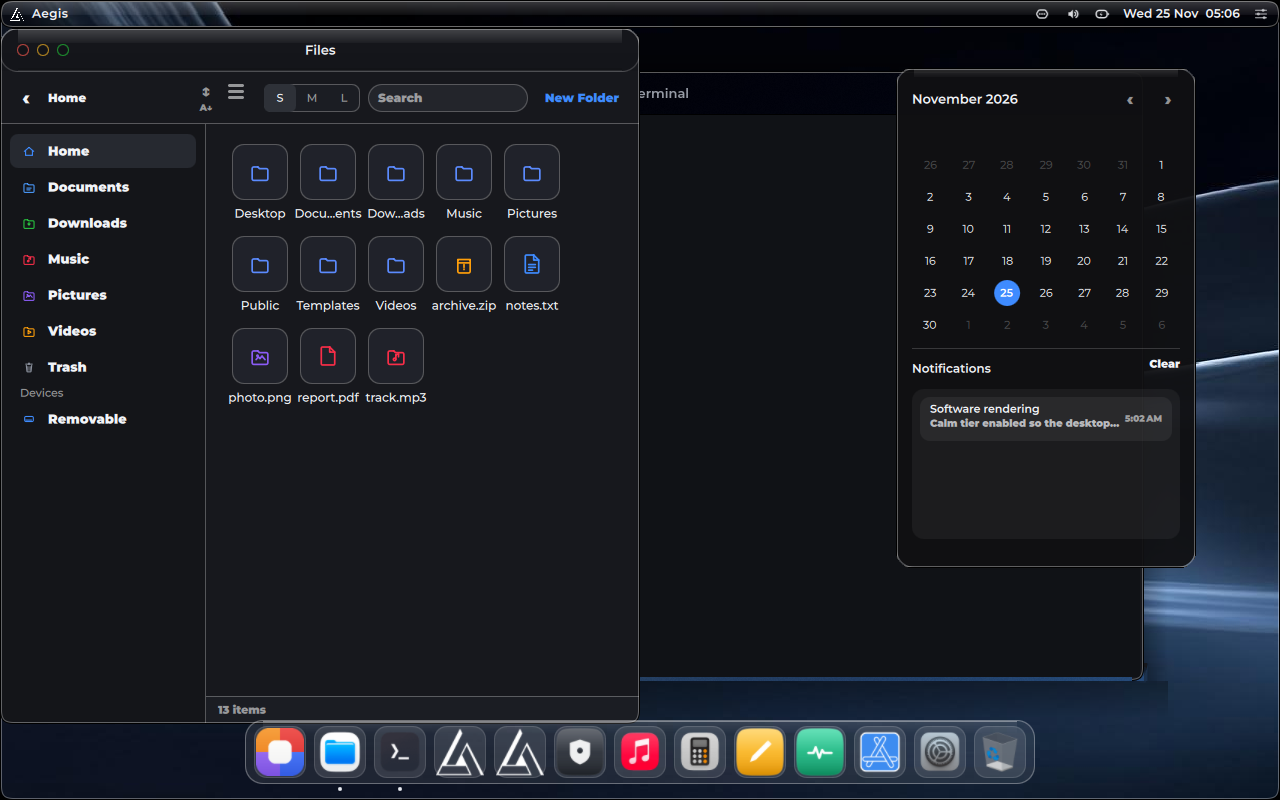 Aegis
Wed 25 Nov 05:06
Files
Home
A+
S M L
Search
New Folder
erminal
Home
Documents
Downloads
Music
Pictures
Videos
Trash
Devices
Removable
Desktop Docu...ents Dow...ads Music Pictures
Public Templates Videos archive.zip notes.txt
photo.png report.pdf track.mp3
13 items
November 2026
26 27 28 29 30 31 1
2 3 4 5 6 7 8
9 10 11 12 13 14 15
16 17 18 19 20 21 22
23 24 25 26 27 28 29
30 1 2 3 4 5 6
Notifications
Clear
Software rendering
Calm tier enabled so the desktop...
5:02 AM